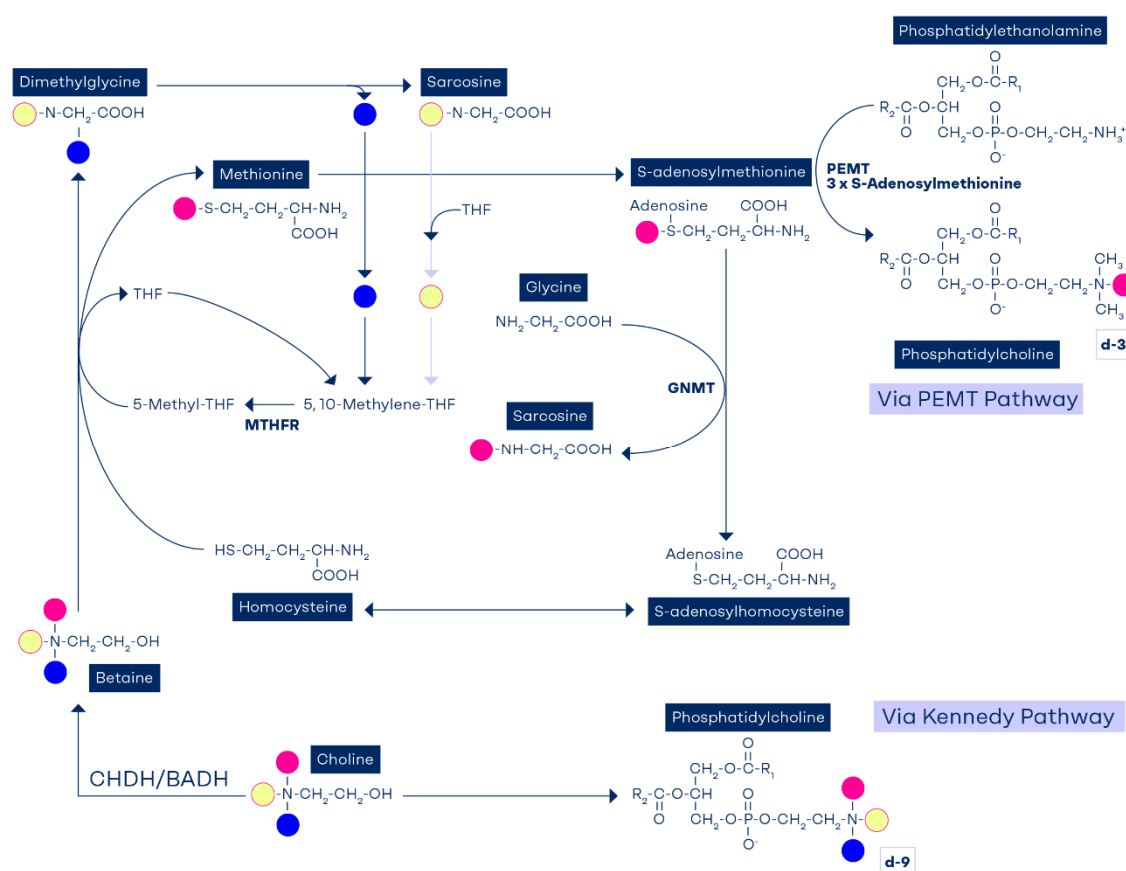 Phosphatidylethanolamine
O
CH₂-O-C-R₁
R₂-C-O-CH
O
O
CH₂-O-P-O-CH₂-CH₂-NH₃⁺
O⁻
PEMT
3 x S-Adenosylmethionine
CH₂-O-C-R₁
O
R₂-C-O-CH
O
O
CH₃
CH₂-O-P-O-CH₂-CH₂-N-
O⁻
CH₃
d-3
Phosphatidylcholine
Via PEMT Pathway
Dimethylglycine
-N-CH₂-COOH
Sarcosine
-N-CH₂-COOH
Methionine
-S-CH₂-CH₂-CH-NH₂
COOH
THF
S-adenosylmethionine
Adenosine
COOH
-S-CH₂-CH₂-CH-NH₂
THF
Glycine
NH₂-CH₂-COOH
GNMT
5-Methyl-THF
5,10-Methylene-THF
MTHFR
Sarcosine
-NH-CH₂-COOH
HS-CH₂-CH₂-CH-NH₂
COOH
Homocysteine
Adenosine
COOH
S-CH₂-CH₂-CH-NH₂
S-adenosylhomocysteine
-N-CH₂-CH₂-OH
Betaine
CHDH/BADH
Choline
-N-CH₂-CH₂-OH
Phosphatidylcholine
Via Kennedy Pathway
O
CH₂-O-C-R₁
R₂-C-O-CH
O
O
CH₂-O-P-O-CH₂-CH₂-N-
O⁻
d-9